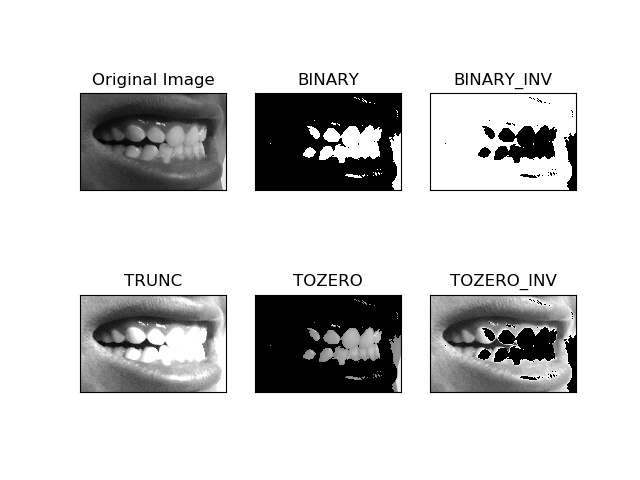 Original Image
BINARY
BINARY_INV
TRUNC
TOZERO
TOZERO_INV